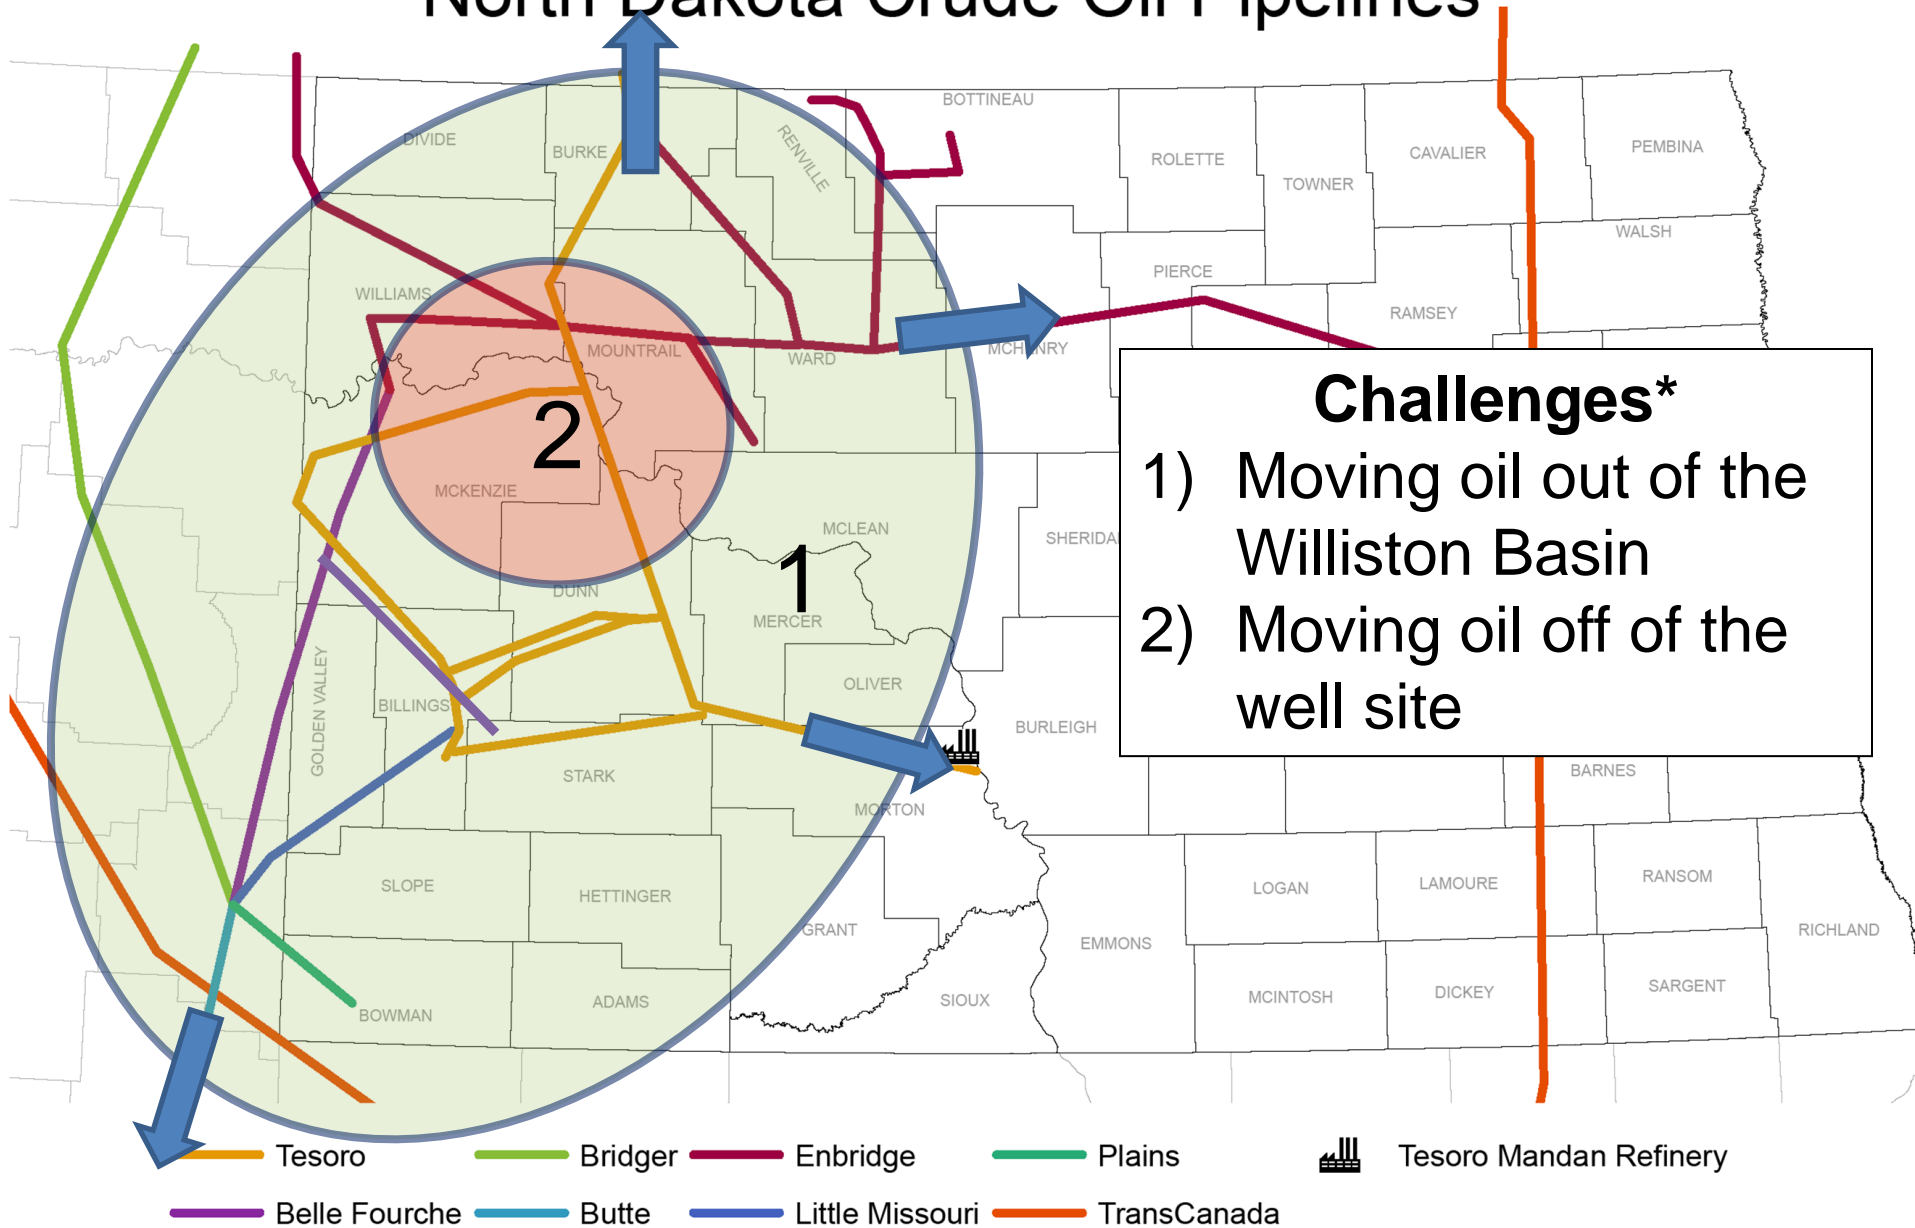 North Dakota Crude Oil Pipelines
BOTTINEAU
DIVIDE
BURKE
RENVILLE
ROLETTE
TOWNER
CAVALIER
PEMBINA
WALSH
PIERCE
WILLIAMS
RAMSEY
MOUNTRAIL
WARD
MCHENRY
Challenges*
1) Moving oil out of the
Williston Basin
2) Moving oil off of the
well site
2
MCKENZIE
MCLEAN
SHERIDA
1
DUNN
MERCER
GOLDEN VALLEY
BILLINGS
OLIVER
BURLEIGH
STARK
BARNES
MORTON
SLOPE
HETTINGER
LOGAN
LAMOURE
RANSOM
GRANT
EMMONS
RICHLAND
BOWMAN
ADAMS
SIOUX
MCINTOSH
DICKEY
SARGENT
Tesoro
Bridger
Enbridge
Plains
Tesoro Mandan Refinery
Belle Fourche
Butte
Little Missouri
TransCanada